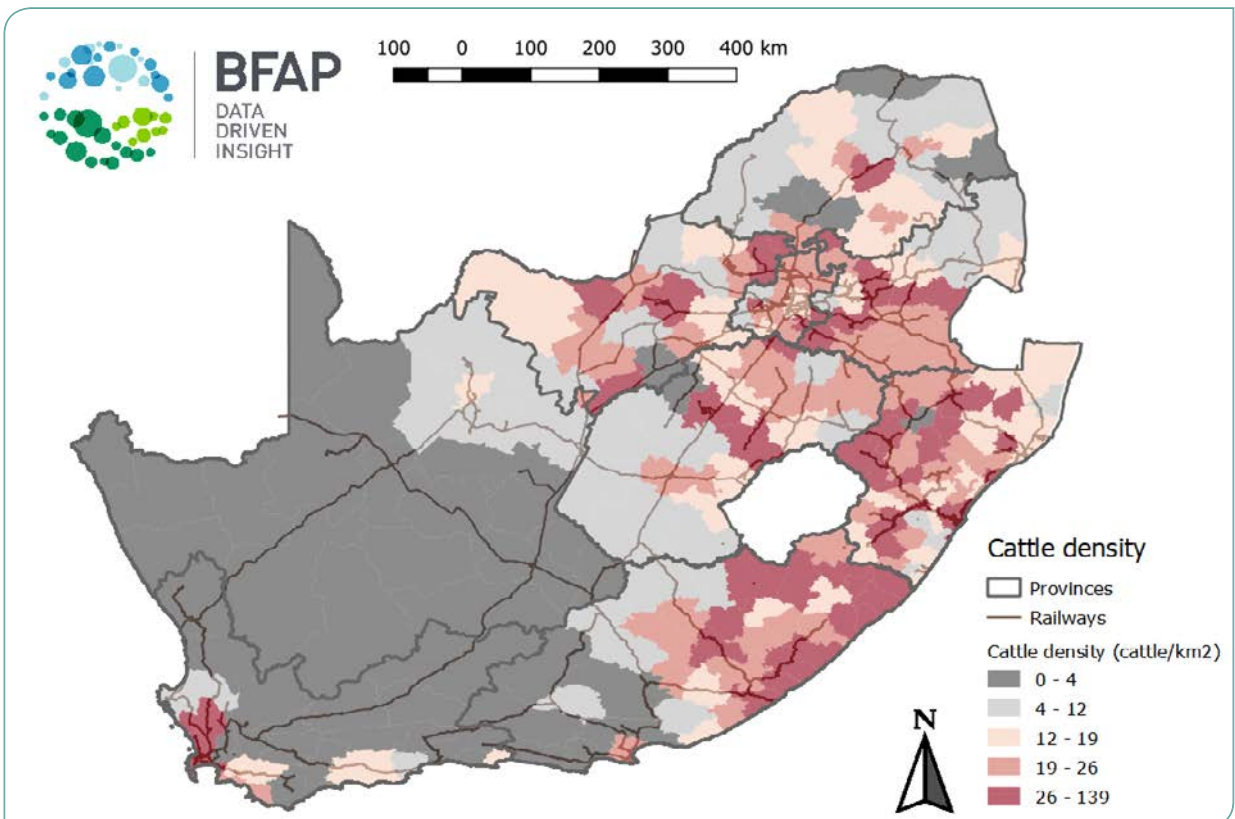 BFAP
DATA
DRIVEN
INSIGHT
100 0 100 200 300 400 km
Cattle density
Provinces
Railways
Cattle density (cattle/km2)
0 - 4
4 - 12
12 - 19
19 - 26
26 - 139
N